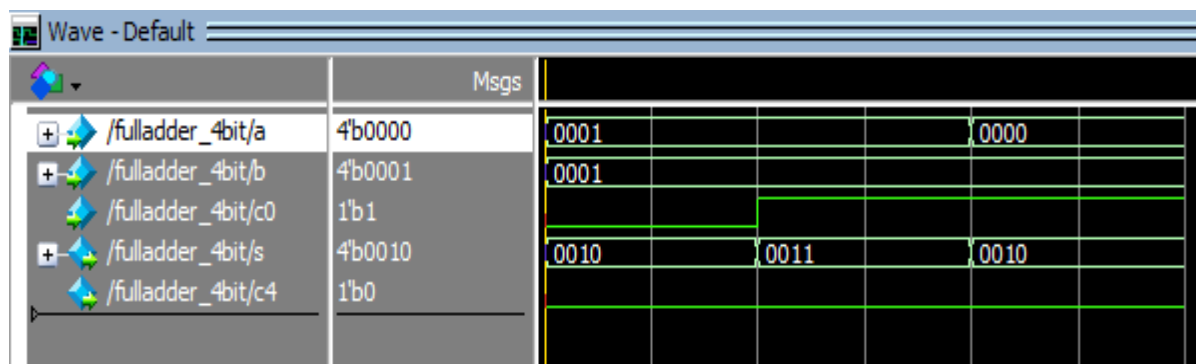 Wave - Default
Msgs
/fulladder_4bit/a 4'b0000 0001 0000
/fulladder_4bit/b 4'b0001 0001
/fulladder_4bit/c0 1'b1
/fulladder_4bit/s 4'b0010 0010 0011 0010
/fulladder_4bit/c4 1'b0